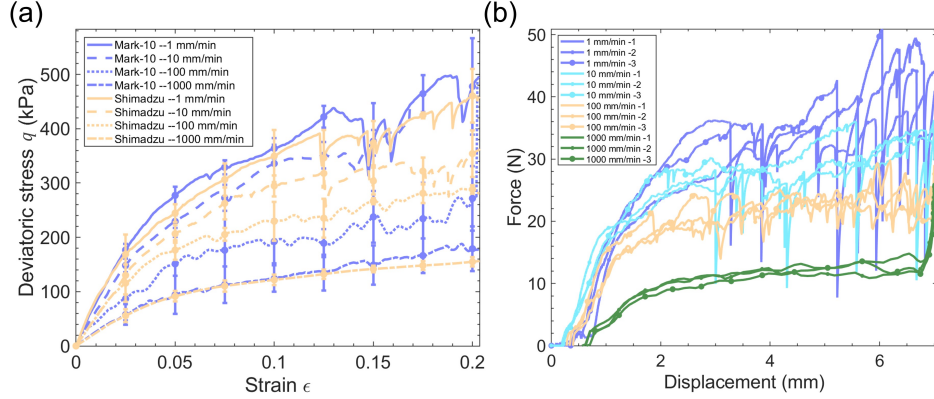 (a)
Mark-10 --1 mm/min
Mark-10 --10 mm/min
Mark-10 --100 mm/min
Mark-10 --1000 mm/min
Shimadzu --1 mm/min
Shimadzu --10 mm/min
Shimadzu --100 mm/min
Shimadzu --1000 mm/min
Deviatoric stress q (kPa)
500
400
300
200
100
0
0 0.05 0.1 0.15 0.2
Strain ϵ
(b)
1 mm/min -1
1 mm/min -2
1 mm/min -3
10 mm/min -1
10 mm/min -2
10 mm/min -3
100 mm/min -1
100 mm/min -2
100 mm/min -3
1000 mm/min -1
1000 mm/min -2
1000 mm/min -3
Force (N)
50
40
30
20
10
0
0 2 4 6
Displacement (mm)